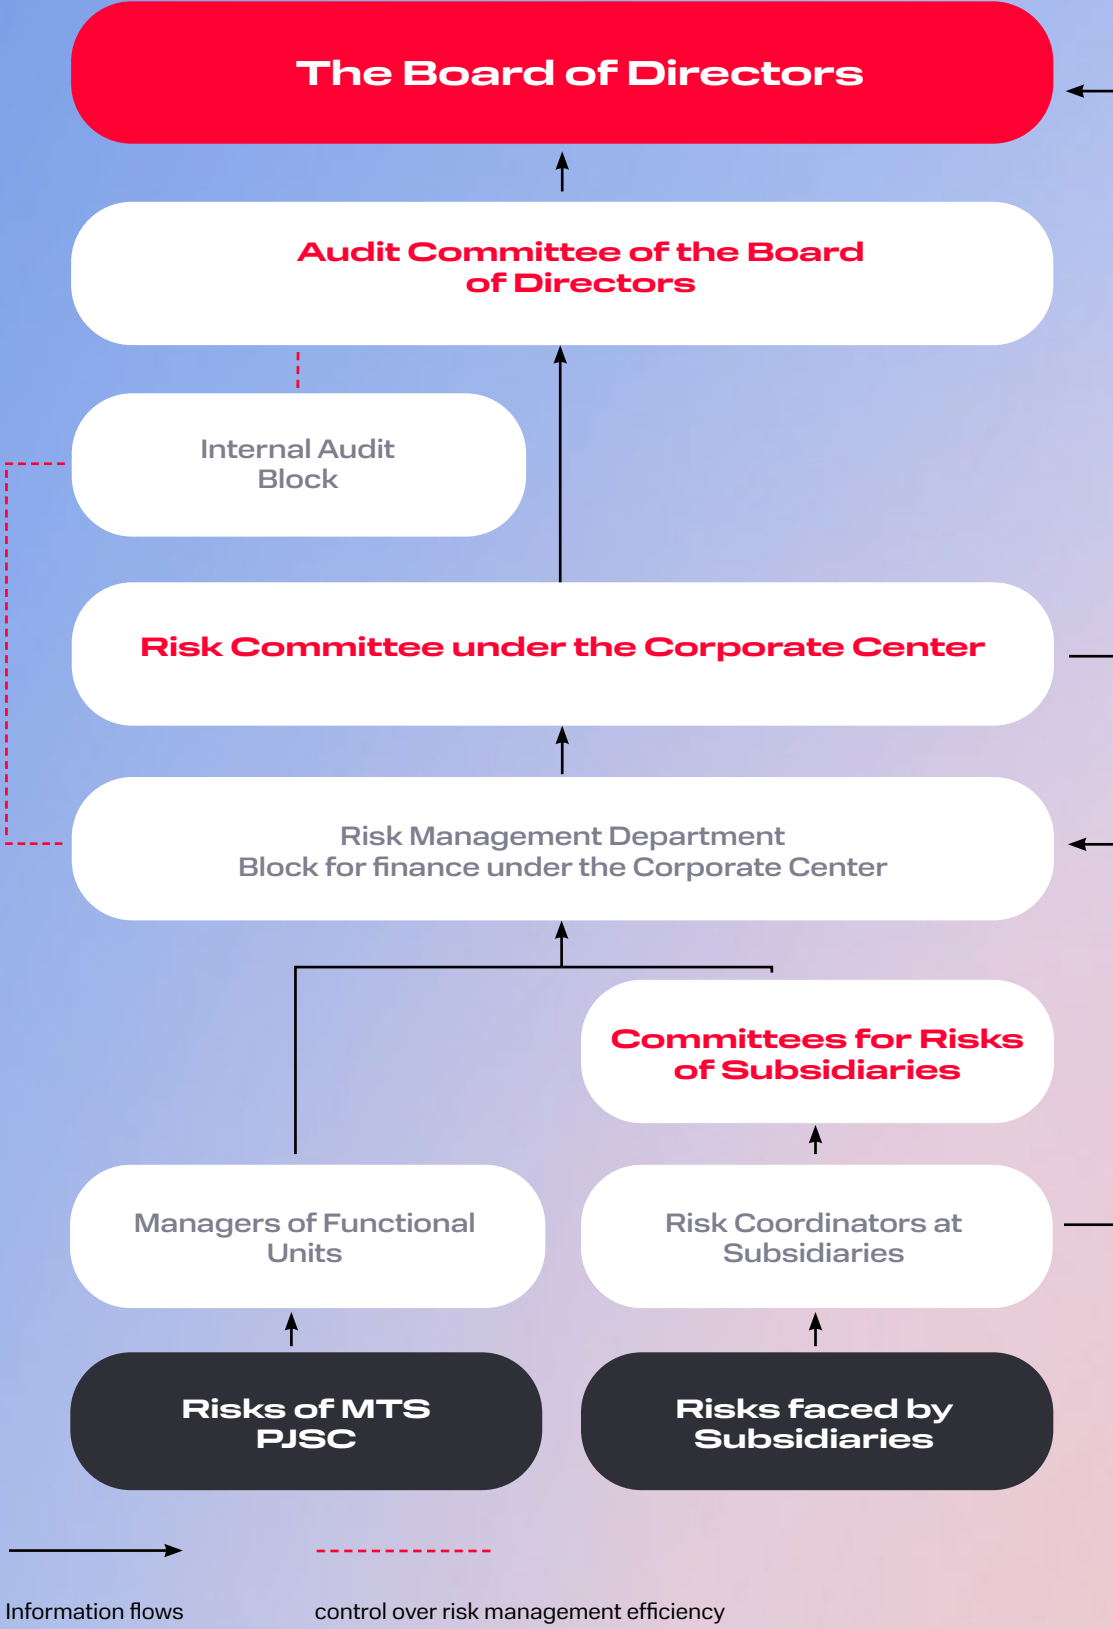 The Board of Directors
Audit Committee of the Board
of Directors
Internal Audit
Block
Risk Committee under the Corporate Center
Risk Management Department
Block for finance under the Corporate Center
Committees for Risks
of Subsidiaries
Managers of Functional
Units
Risk Coordinators at
Subsidiaries
Risks of MTS
PJSC
Risks faced by
Subsidiaries
Information flows
control over risk management efficiency